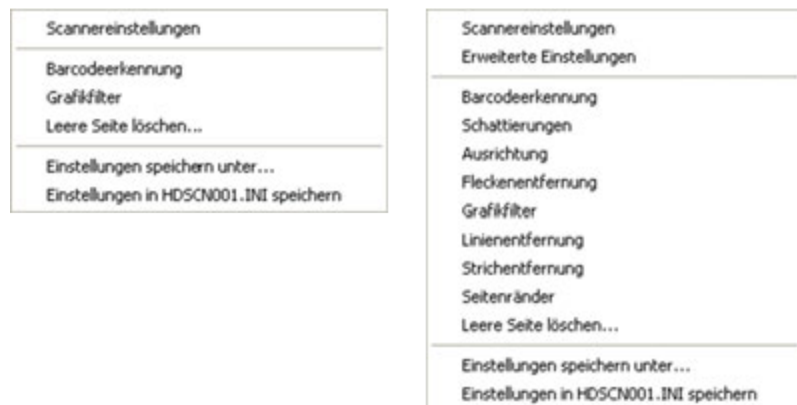 Scannereinstellungen
Barcodeerkennung
Grafikfilter
Leere Seite löschen...
Einstellungen speichern unter...
Einstellungen in HDSCN001.INI speichern
Scannereinstellungen
Erweiterte Einstellungen
Barcodeerkennung
Schattierungen
Ausrichtung
Fleckenentfernung
Grafikfilter
Linienentfernung
Strichentfernung
Seitenränder
Leere Seite löschen...
Einstellungen speichern unter...
Einstellungen in HDSCN001.INI speichern